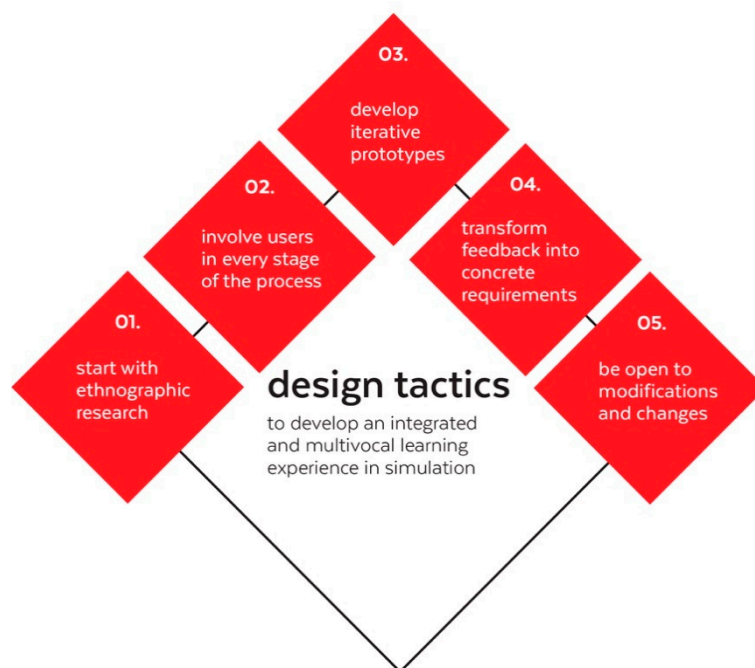 01.
start with
ethnographic
research
02.
involve users
in every stage
of the process
03.
develop
iterative
prototypes
04.
transform
feedback into
concrete
requirements
05.
be open to
modifications
and changes
design tactics
to develop an integrated
and multivocal learning
experience in simulation